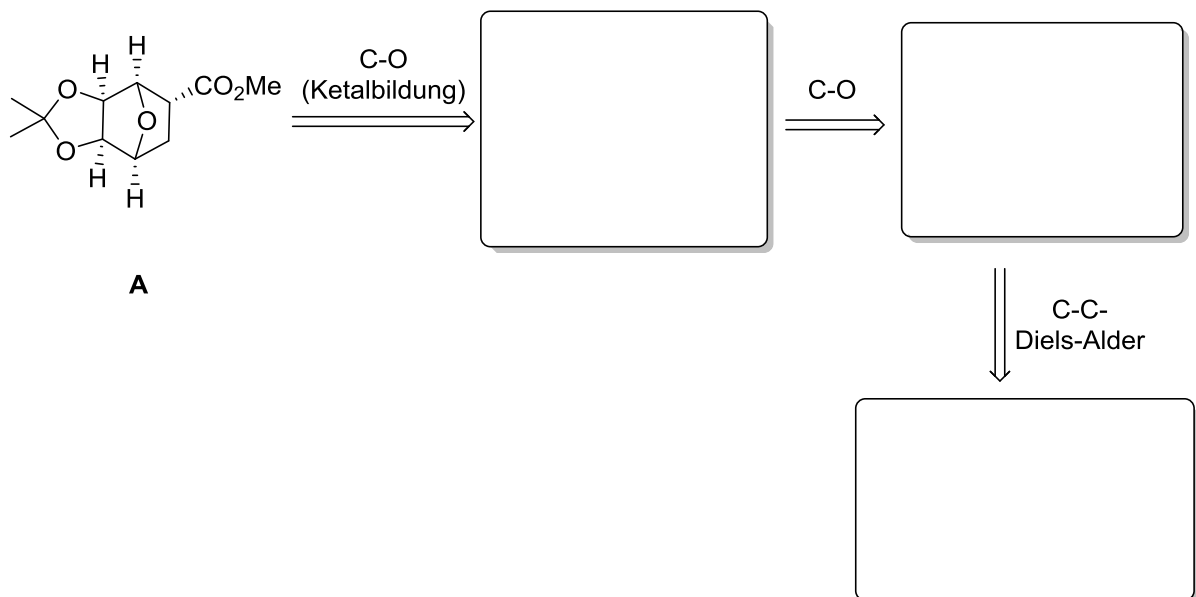 H
H
CO₂Me
O
O
O
H
H
A
C-O
(Ketalbildung)
C-O
C-C-
Diels-Alder